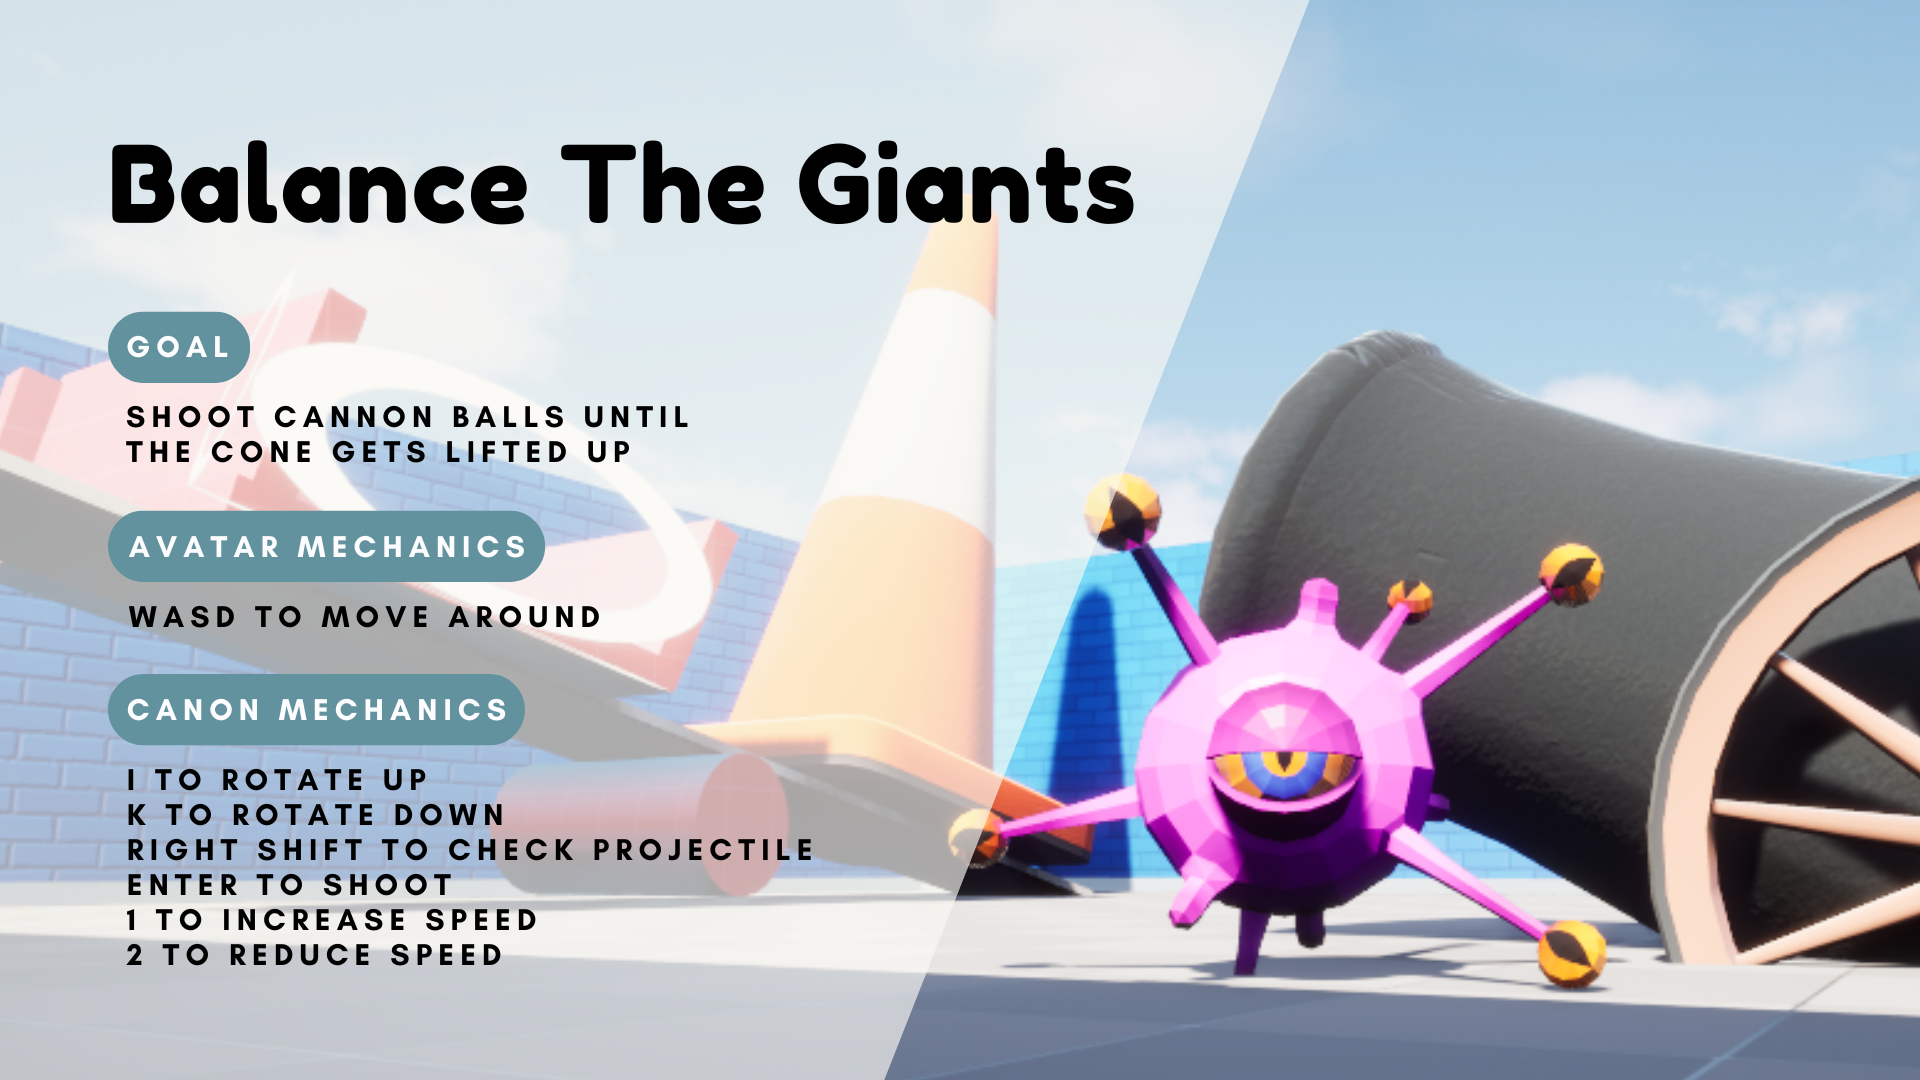 Balance The Giants
GOAL
SHOOT CANNON BALLS UNTIL
THE CONE GETS LIFTED UP
AVATAR MECHANICS
WASD TO MOVE AROUND
CANON MECHANICS
I TO ROTATE UP
K TO ROTATE DOWN
RIGHT SHIFT TO CHECK PROJECTILE
ENTER TO SHOOT
1 TO INCREASE SPEED
2 TO REDUCE SPEED